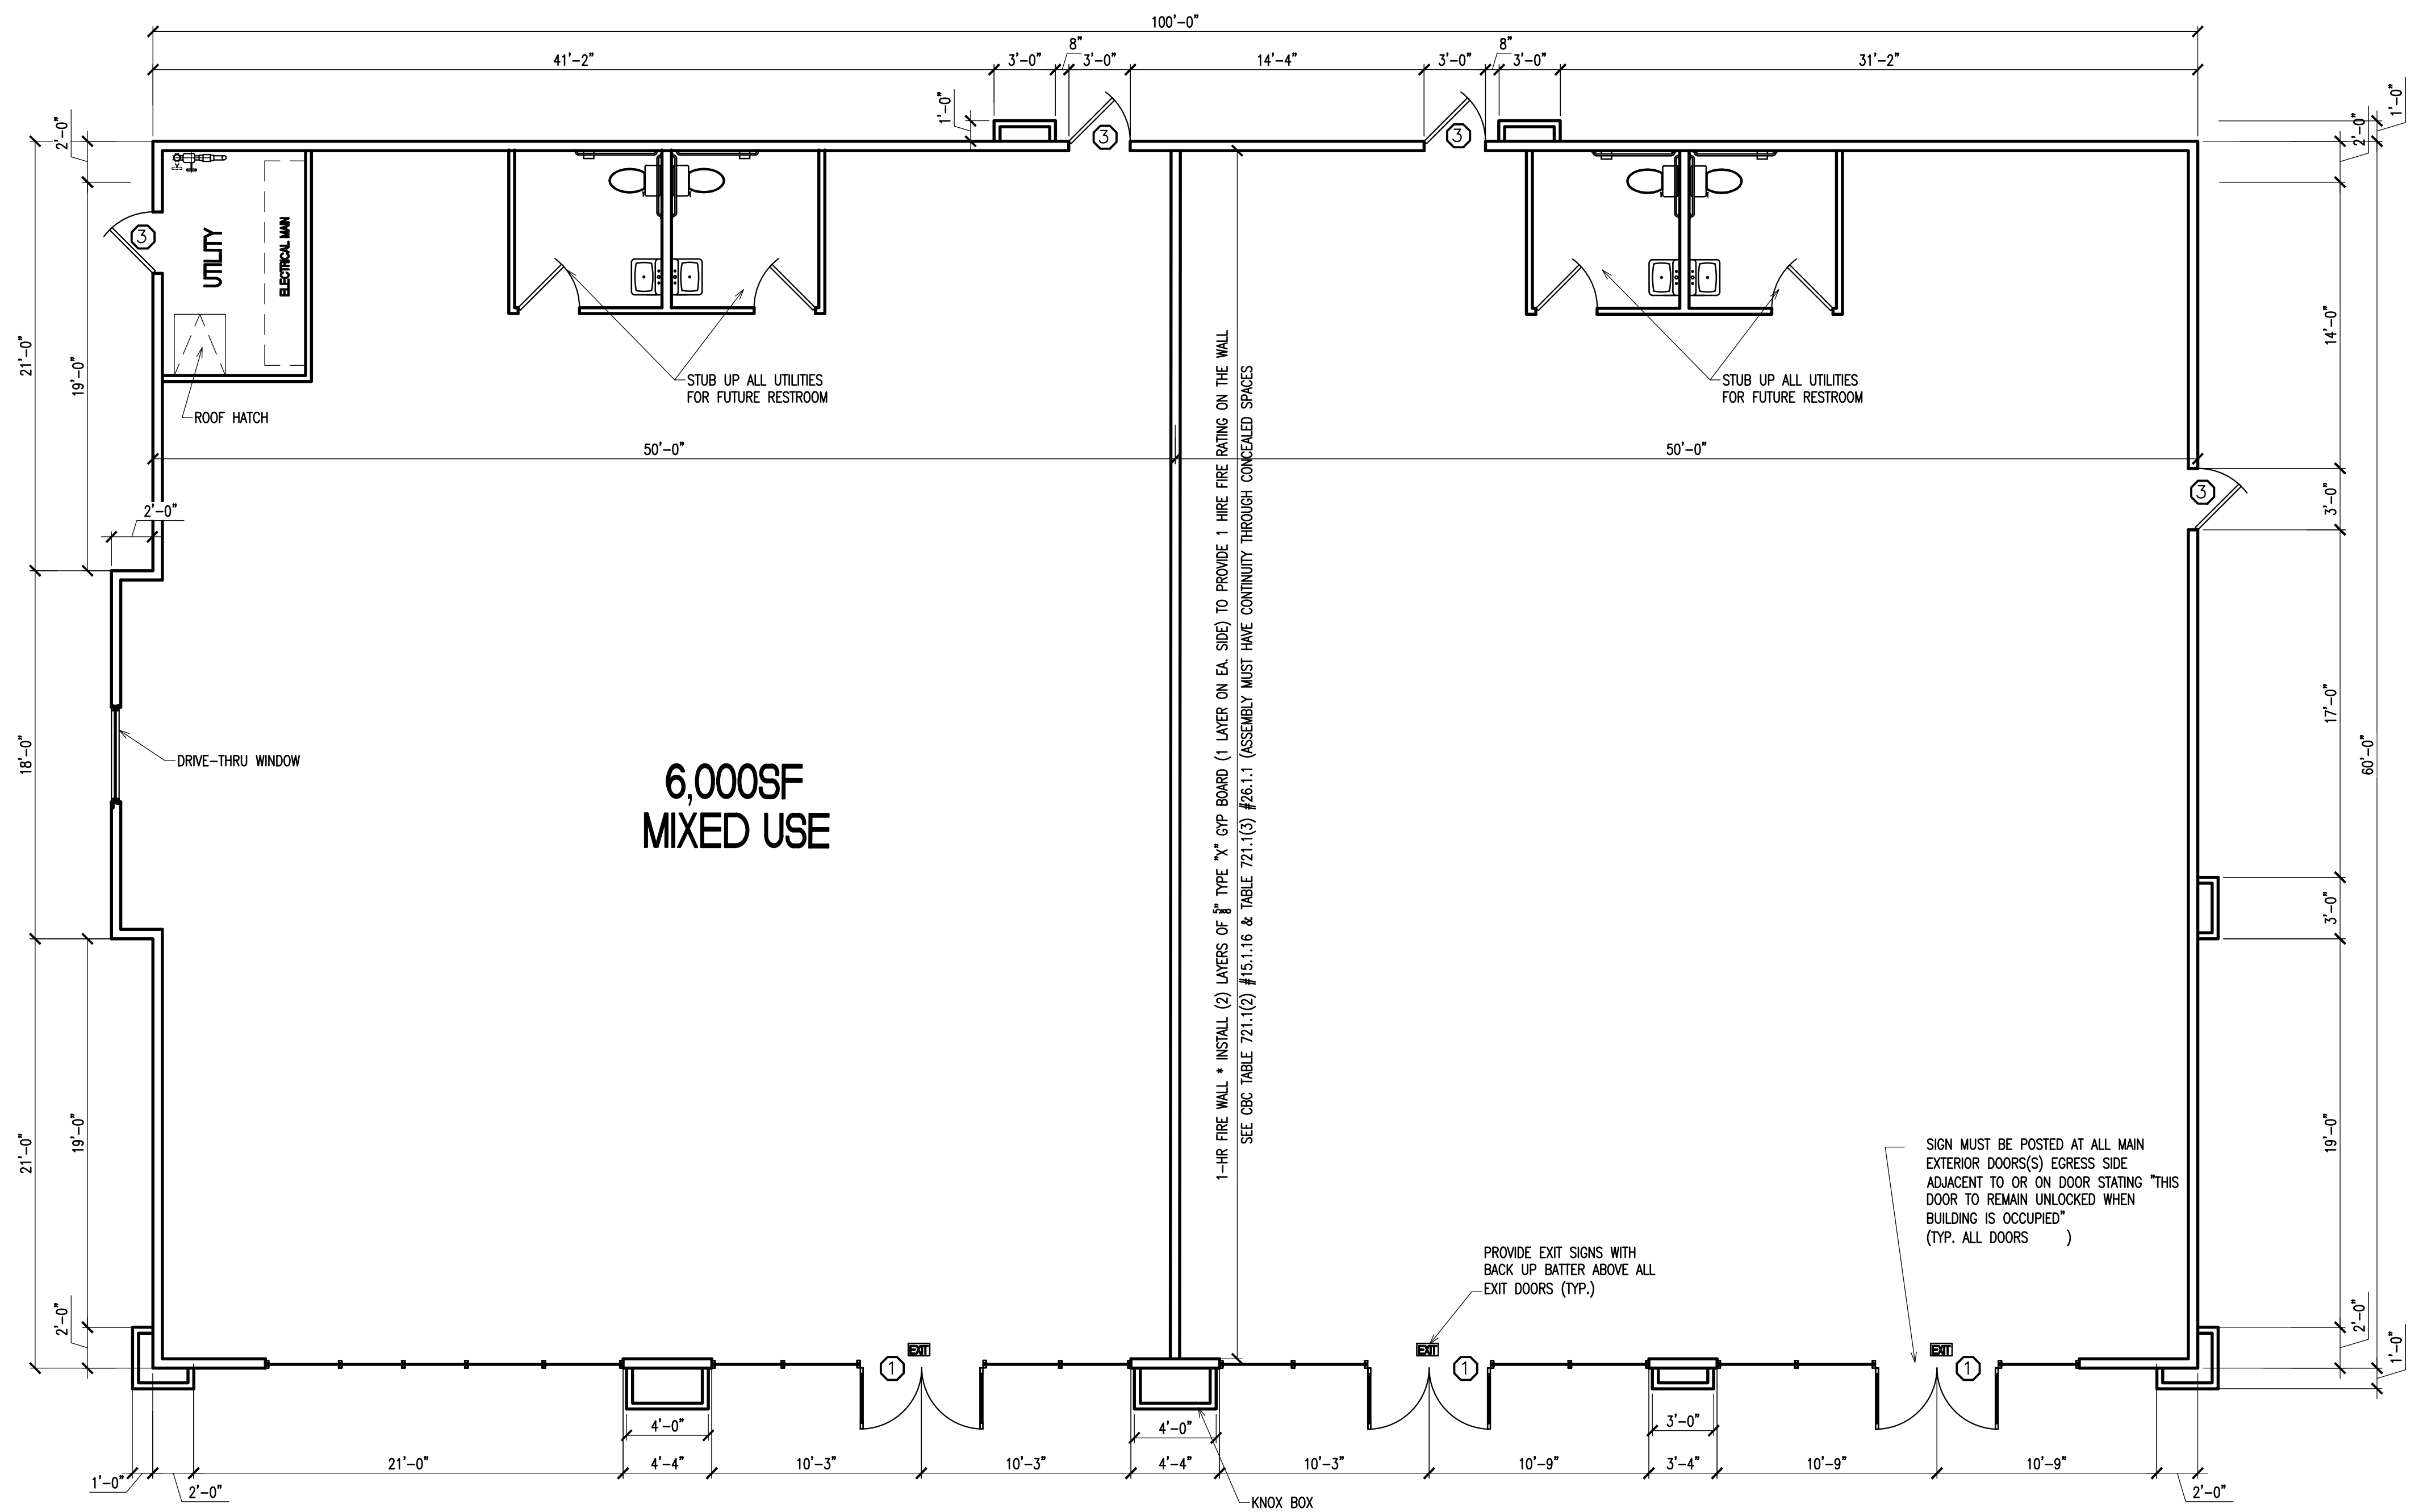 100'-0"
41'-2"
3'-0"
8"
3'-0"
14'-4"
3'-0"
8"
3'-0"
31'-2"
1'-0"
1'-0"
2'-0"
2'-0"
3
3
3
UTILITY
ELECTRICAL MAIN
ROOF HATCH
STUB UP ALL UTILITIES
FOR FUTURE RESTROOM
STUB UP ALL UTILITIES
FOR FUTURE RESTROOM
21'-0"
19'-0"
14'-0"
50'-0"
50'-0"
3
3'-0"
2'-0"
18'-0"
DRIVE-THRU WINDOW
6,000SF
MIXED USE
1-HR FIRE WALL * INSTALL (2) LAYERS OF 5/8" TYPE "X" GYP BOARD (1 LAYER ON EA. SIDE) TO PROVIDE 1 HIRE FIRE RATING ON THE WALL
SEE CBC TABLE 721.1(2) #15.1.16 & TABLE 721.1(3) #26.1.1 (ASSEMBLY MUST HAVE CONTINUITY THROUGH CONCEALED SPACES
17'-0"
60'-0"
3'-0"
21'-0"
19'-0"
19'-0"
SIGN MUST BE POSTED AT ALL MAIN
EXTERIOR DOORS(S) EGRESS SIDE
ADJACENT TO OR ON DOOR STATING "THIS
DOOR TO REMAIN UNLOCKED WHEN
BUILDING IS OCCUPIED"
(TYP. ALL DOORS )
PROVIDE EXIT SIGNS WITH
BACK UP BATTER ABOVE ALL
EXIT DOORS (TYP.)
2'-0"
2'-0"
1'-0"
EXIT
EXIT
EXIT
1
1
1
4'-0"
4'-0"
3'-0"
1'-0"
2'-0"
21'-0"
4'-4"
10'-3"
10'-3"
4'-4"
10'-3"
10'-9"
3'-4"
10'-9"
10'-9"
2'-0"
KNOX BOX